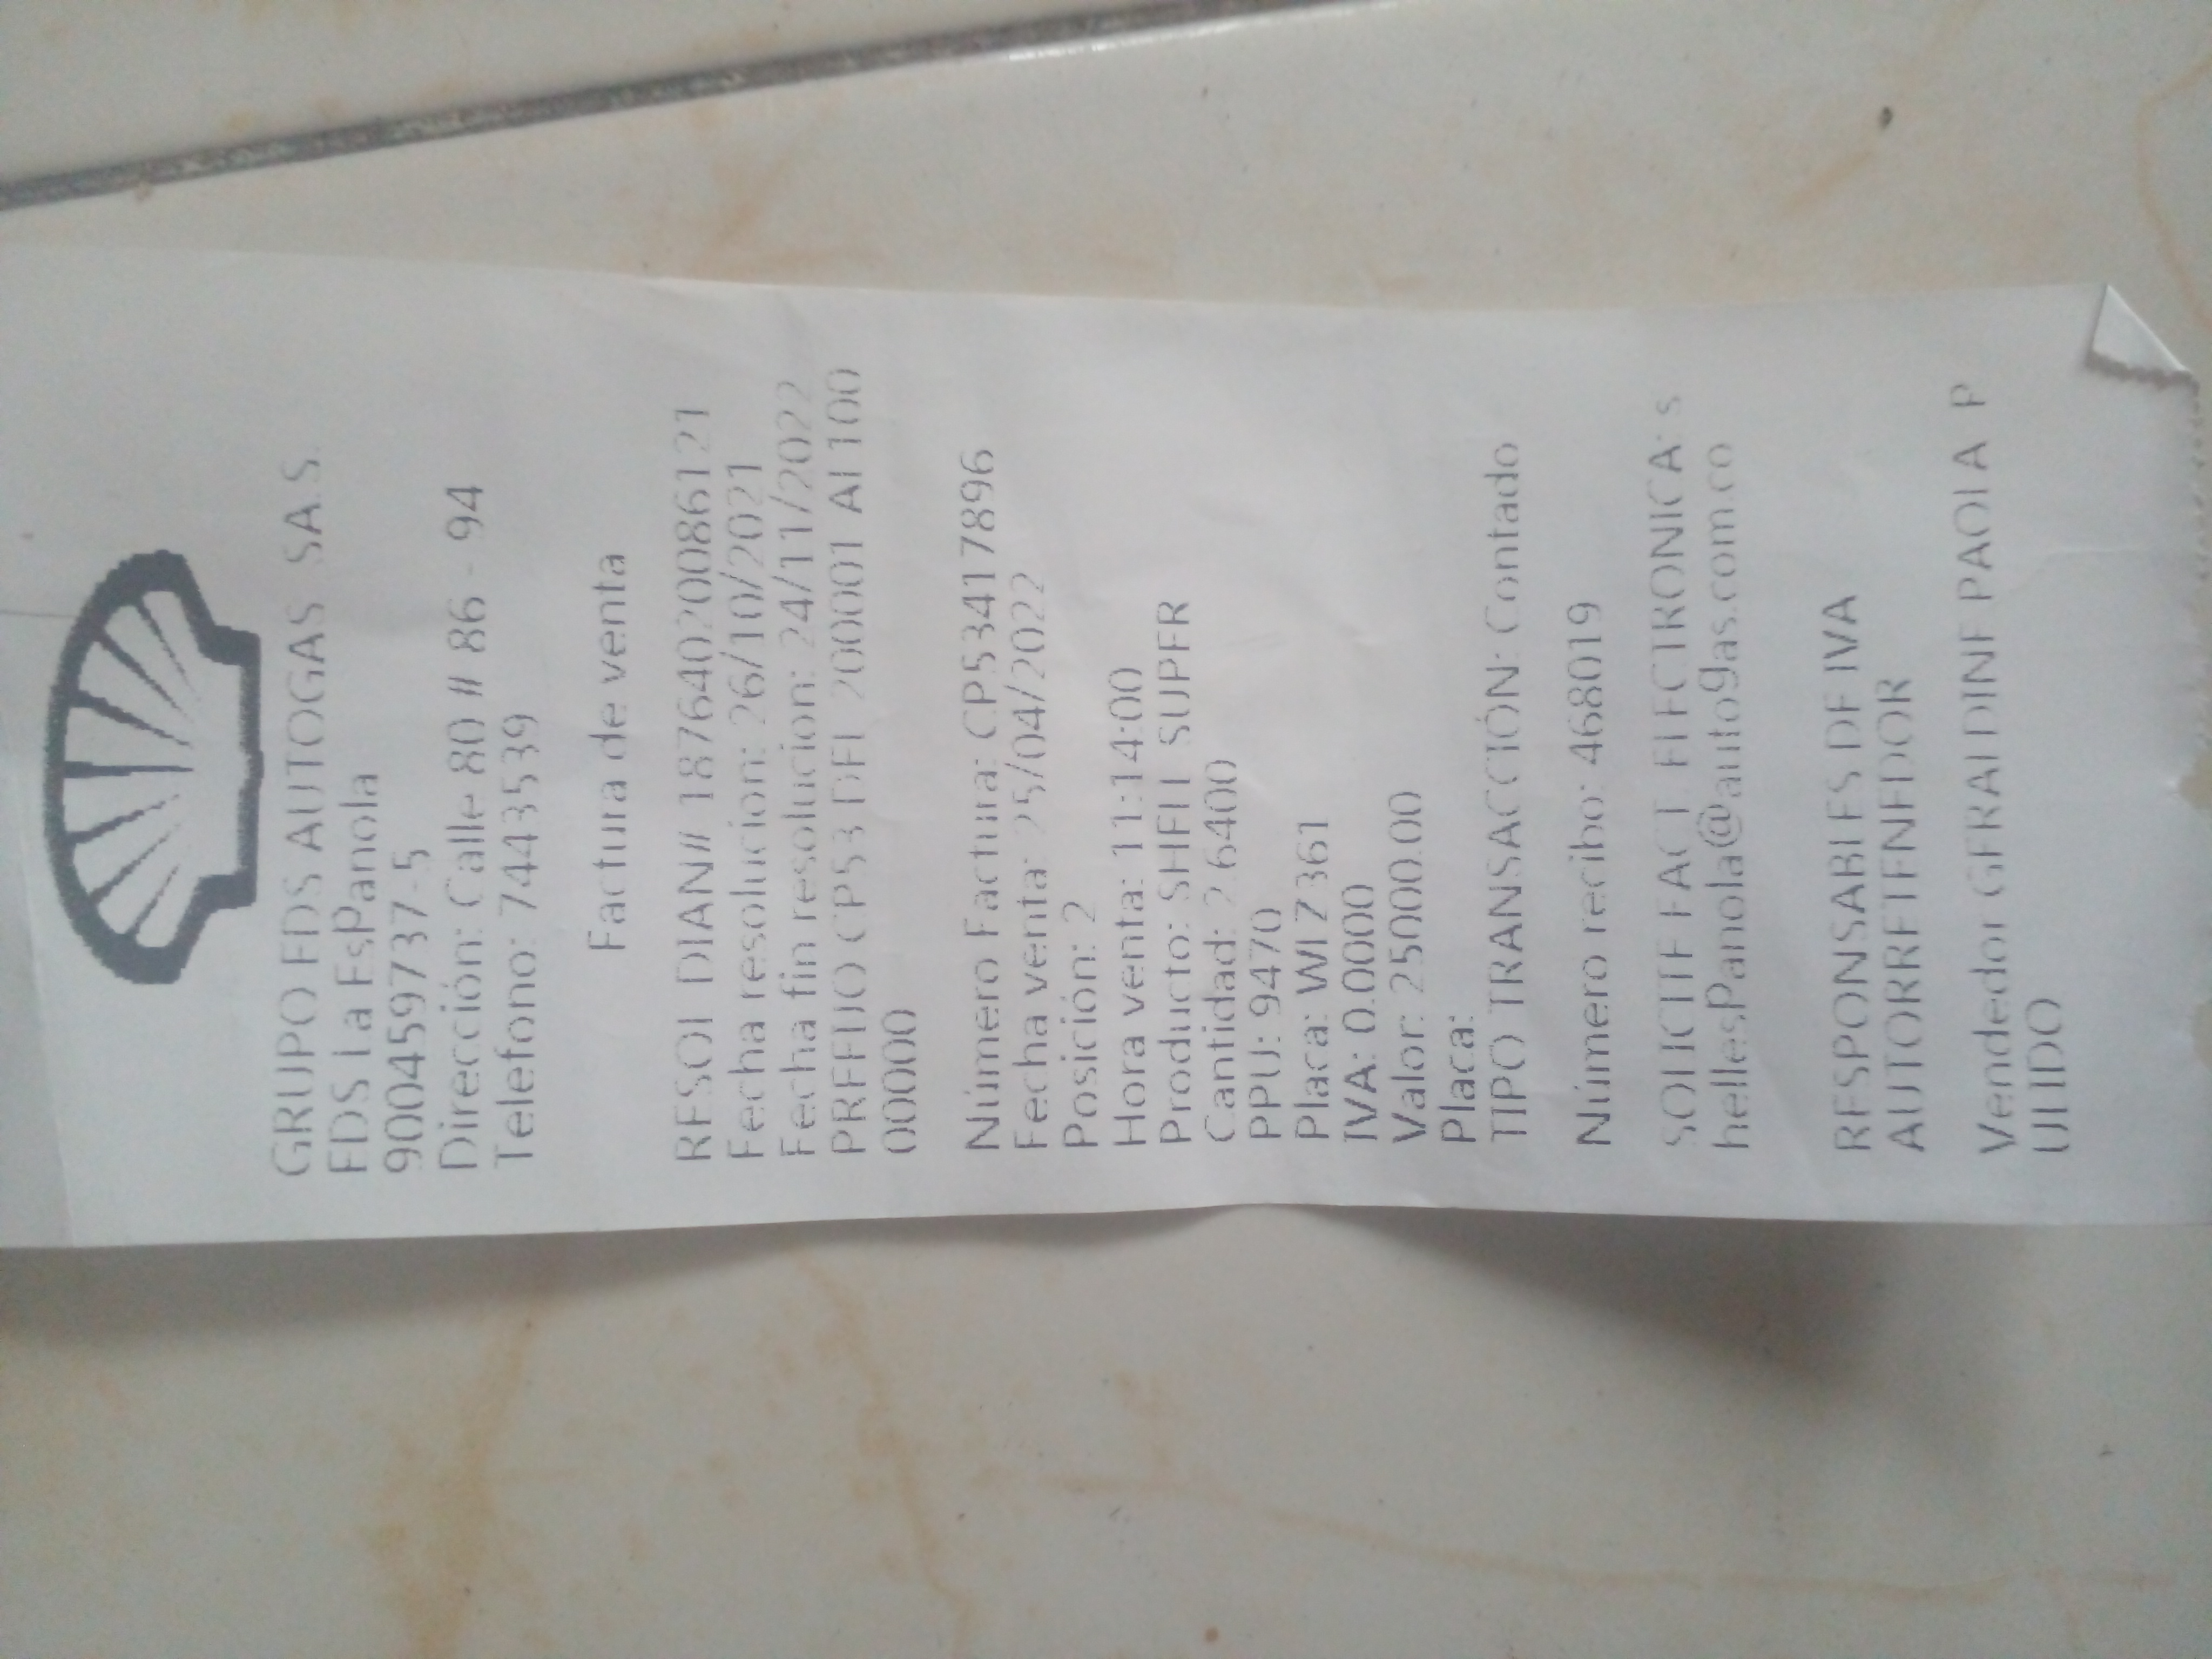 GRUPO EDS AUTOGAS S.A.S.
EDS La EsPanola
900459737-5
Dirección: Calle 80 # 86 - 94
Telefono: 7443539
Factura de venta
RESOL DIAN# 18764020086121
Fecha resolucion: 26/10/2021
Fecha fin resolucion: 24/11/2022
PREFIJO CP53 DEL 200001 Al 100
00000
Número Factura: CP53417896
Fecha venta: 25/04/2022
Posición: 2
Hora venta: 11:14:00
Producto: SHELL SUPER
Cantidad: 2.6400
PPU: 9470
Placa: WLZ361
IVA: 0.0000
Valor: 25000.00
Placa:
TIPO TRANSACCIÓN: Contado
Número recibo: 468019
SOLICITE FACT ELECTRONICA: s
hellesPanola@auto9as.com.co
RESPONSABLES DE IVA
AUTORRETENEDOR
Vendedor GERALDINE PAOLA P
ULIDO